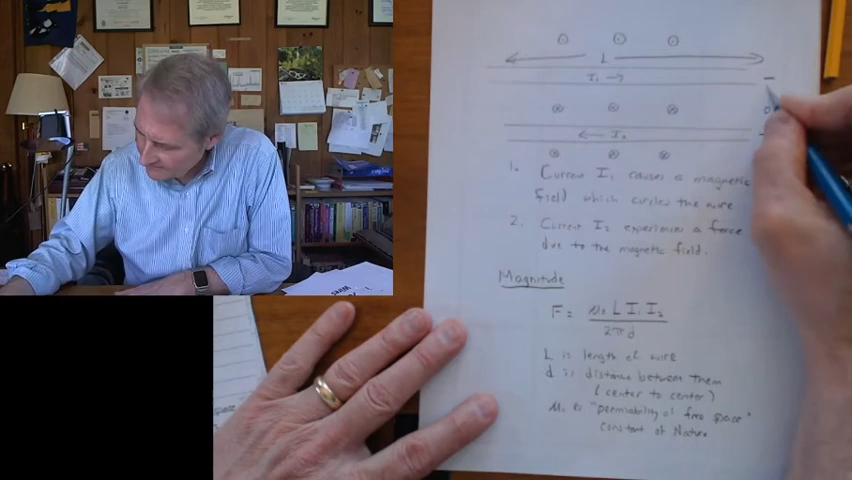 L
I₁ →
← I₂
1. Current I₁ causes a magnetic
field which circles the wire
2. Current I₂ experiences a force
due to the magnetic field.
Magnitude
F = μ₀ L I₁ I₂
2πd
L is length of wire
d is distance between them
(center to center)
μ₀ is "permiability of free space"
constant of Nature